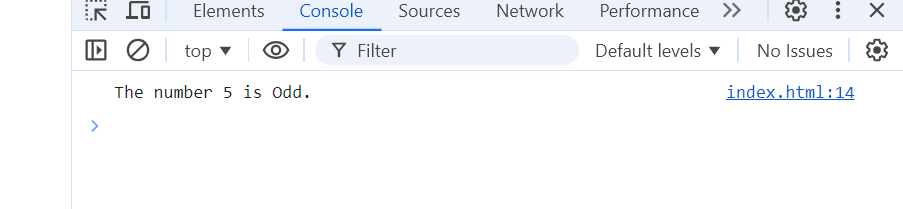 Elements Console Sources Network Performance
top Filter Default levels No Issues
The number 5 is Odd. index.html:14